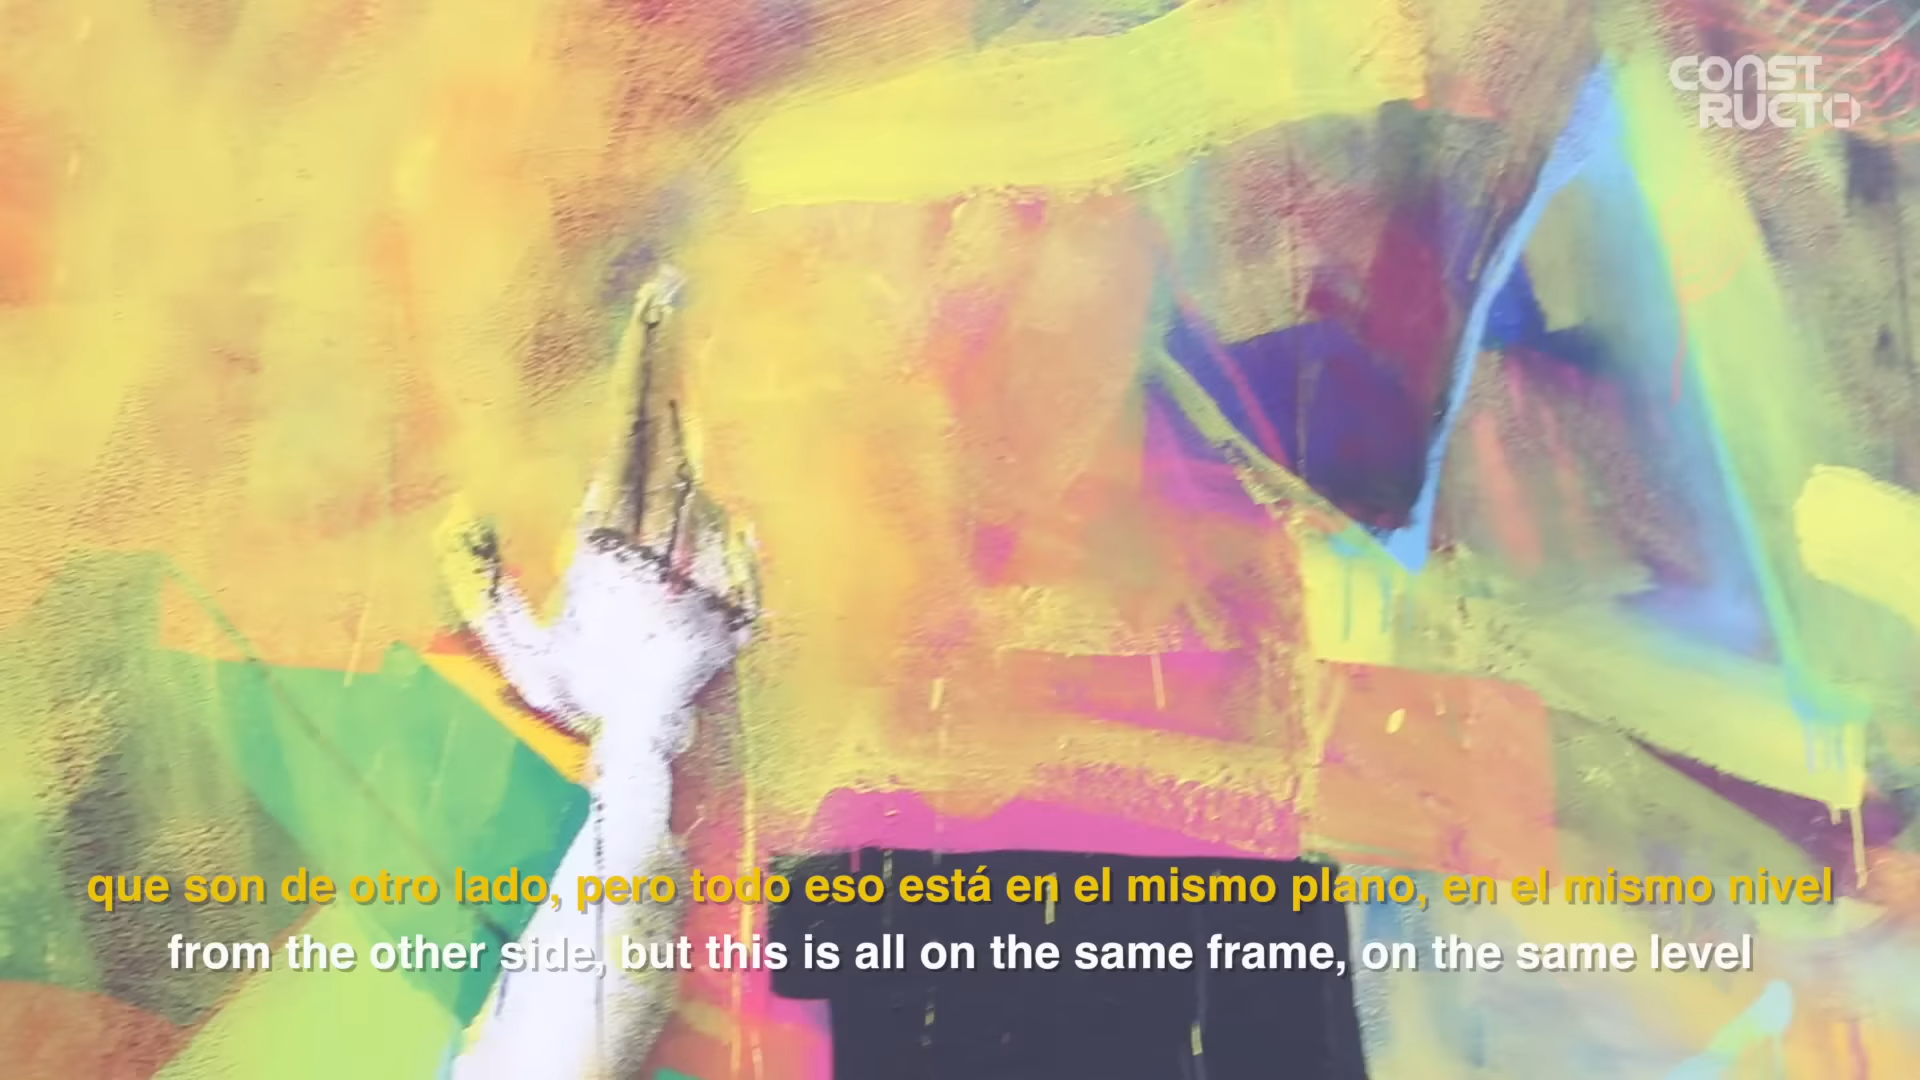 CONST
RUCTO
que son de otro lado, pero todo eso está en el mismo plano, en el mismo nivel
from the other side, but this is all on the same frame, on the same level